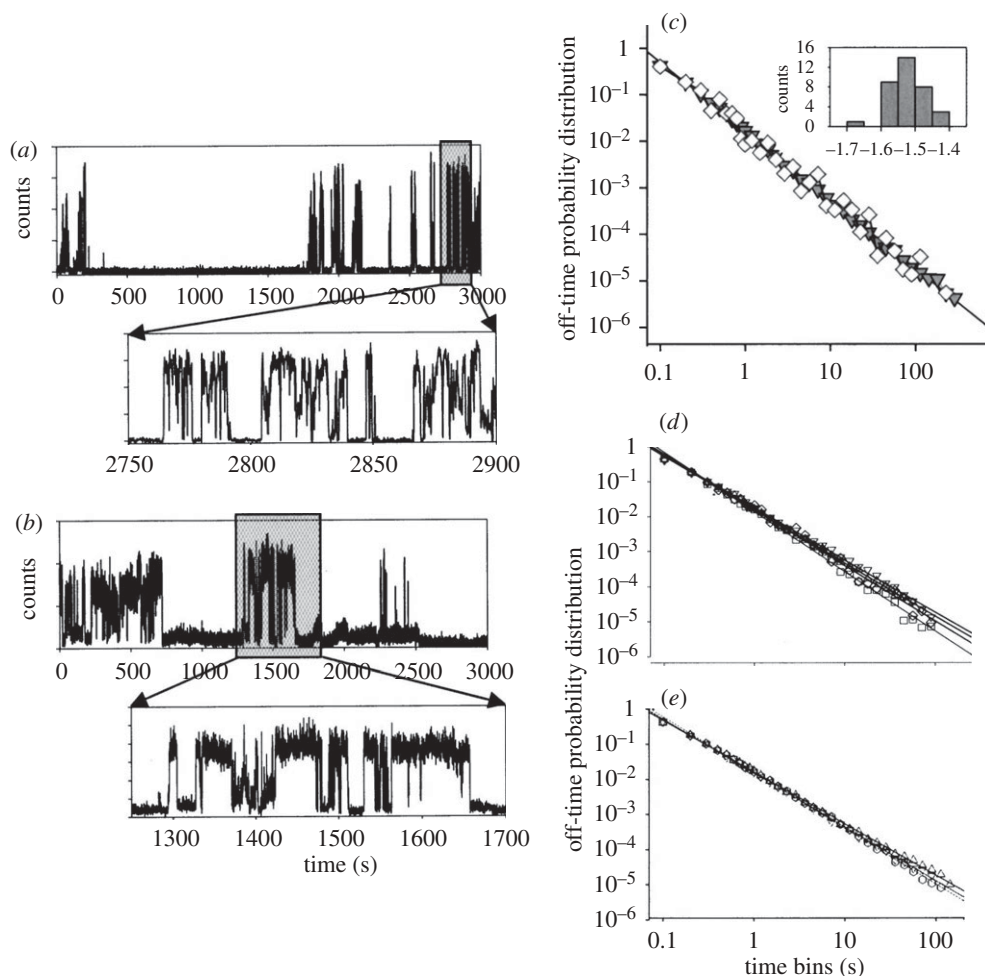 (a)
counts
0 500 1000 1500 2000 2500 3000
2750 2800 2850 2900
(b)
counts
0 500 1000 1500 2000 2500 3000
1300 1400 1500 1600 1700
time (s)
(c)
off-time probability distribution
1
10⁻¹
10⁻²
10⁻³
10⁻⁴
10⁻⁵
10⁻⁶
0.1 1 10 100
counts
16
12
8
4
0
–1.7 –1.6 –1.5 –1.4
(d)
off-time probability distribution
1
10⁻¹
10⁻²
10⁻³
10⁻⁴
10⁻⁵
10⁻⁶
(e)
1
10⁻¹
10⁻²
10⁻³
10⁻⁴
10⁻⁵
10⁻⁶
0.1 1 10 100
time bins (s)